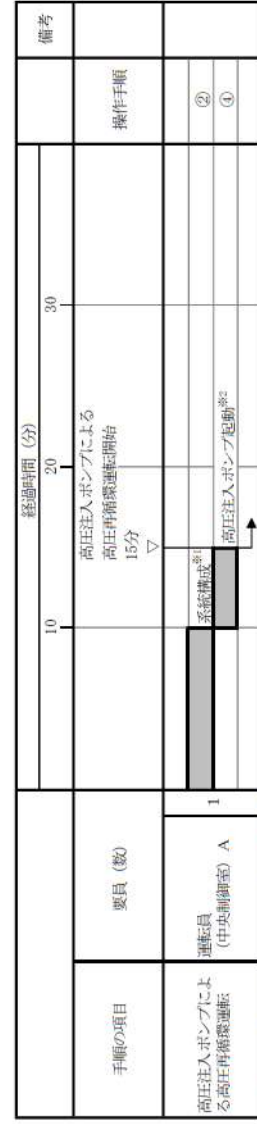 経過時間（分）
備考
10
20
30
手順の項目
要員（数）
高圧注入ポンプによる
高圧再循環運転開始
15分
▽
操作手順
高圧注入ポンプによ
る高圧再循環運転
運転員
（中央制御室）A
1
系統構成※1
②
高圧注入ポンプ起動※2
④